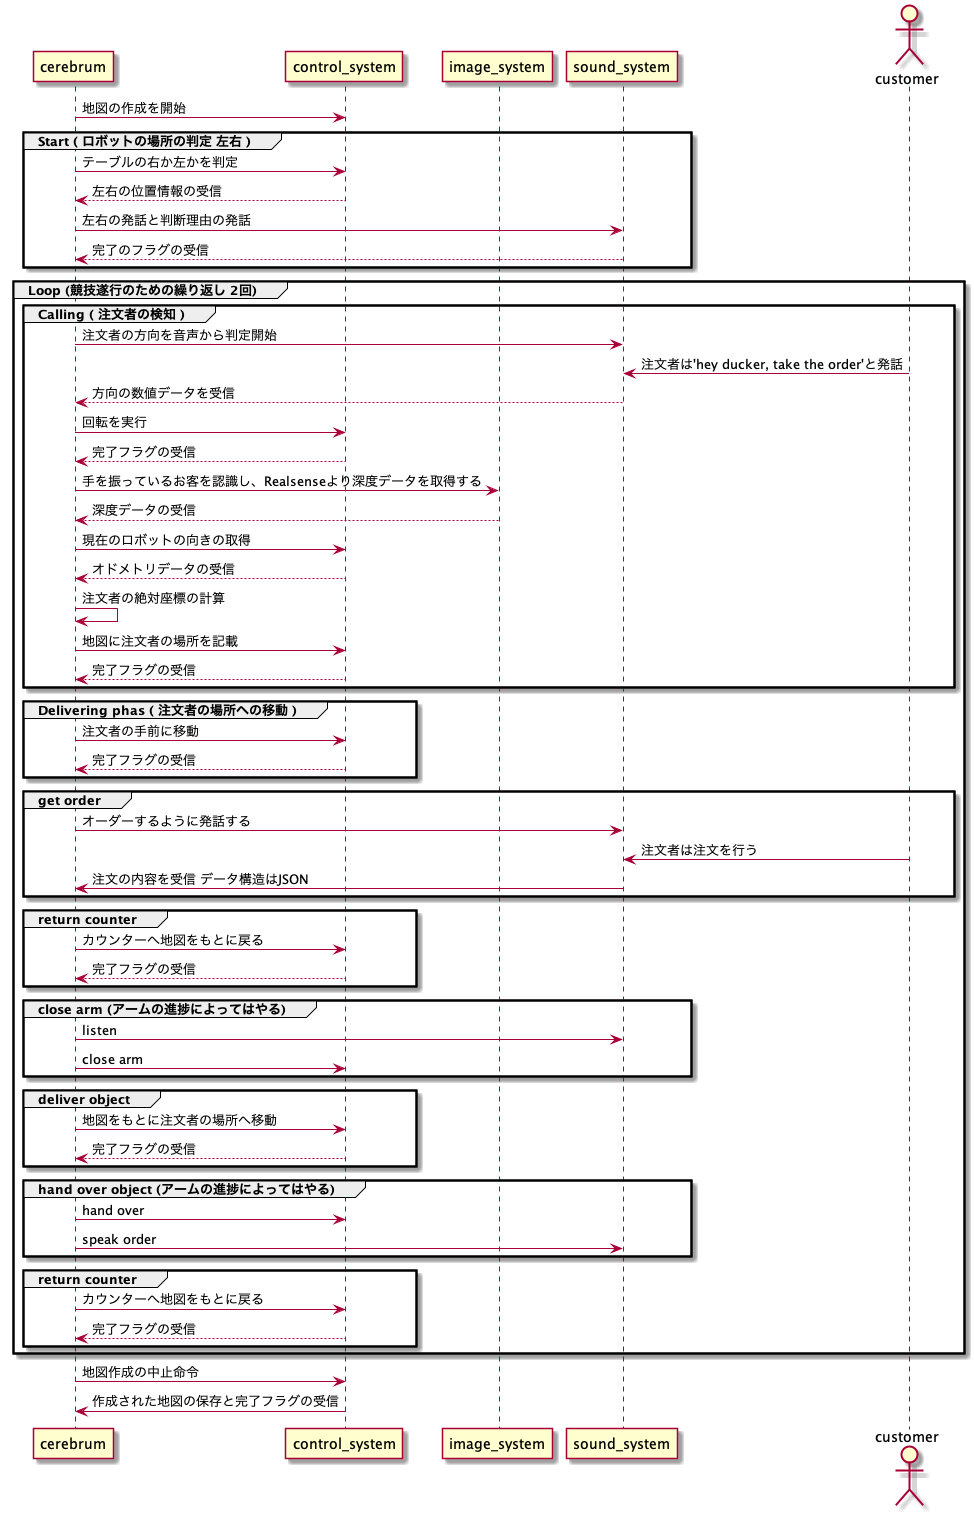 cerebrum
control_system
image_system
sound_system
customer
地図の作成を開始
Start ( ロボットの場所の判定 左右 )
テーブルの右か左かを判定
左右の位置情報の受信
左右の発話と判断理由の発話
完了のフラグの受信
Loop (競技遂行のための繰り返し 2回)
Calling ( 注文者の検知 )
注文者の方向を音声から判定開始
注文者は'hey ducker, take the order'と発話
方向の数値データを受信
回転を実行
完了フラグの受信
手を振っているお客を認識し、Realsenseより深度データを取得する
深度データの受信
現在のロボットの向きの取得
オドメトリデータの受信
注文者の絶対座標の計算
地図に注文者の場所を記載
完了フラグの受信
Delivering phas ( 注文者の場所への移動 )
注文者の手前に移動
完了フラグの受信
get order
オーダーするように発話する
注文者は注文を行う
注文の内容を受信 データ構造はJSON
return counter
カウンターへ地図をもとに戻る
完了フラグの受信
close arm (アームの進捗によってはやる)
listen
close arm
deliver object
地図をもとに注文者の場所へ移動
完了フラグの受信
hand over object (アームの進捗によってはやる)
hand over
speak order
return counter
カウンターへ地図をもとに戻る
完了フラグの受信
地図作成の中止命令
作成された地図の保存と完了フラグの受信
cerebrum
control_system
image_system
sound_system
customer